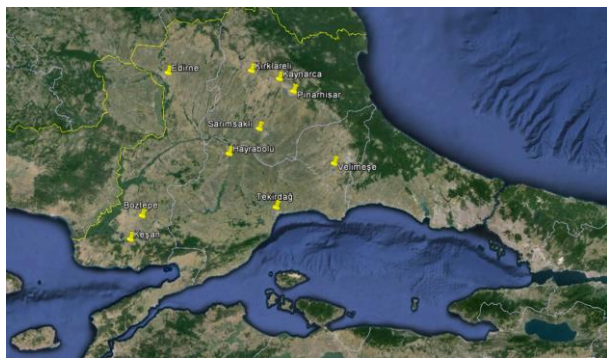 Edirne
Kırklareli
Kaynarca
Pınarhisar
Sarımsaklı
Hayrabolu
Velimeşe
Tekirdağ
Boztepe
Keşan